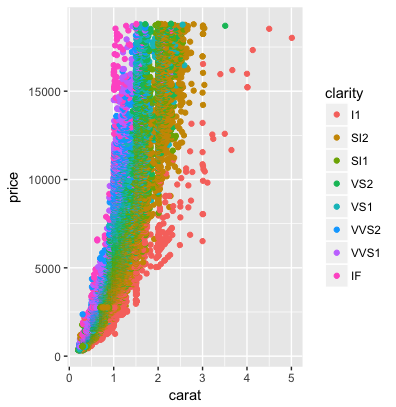 15000
10000
5000
0
price
0
1
2
3
4
5
carat
clarity
I1
SI2
SI1
VS2
VS1
VVS2
VVS1
IF